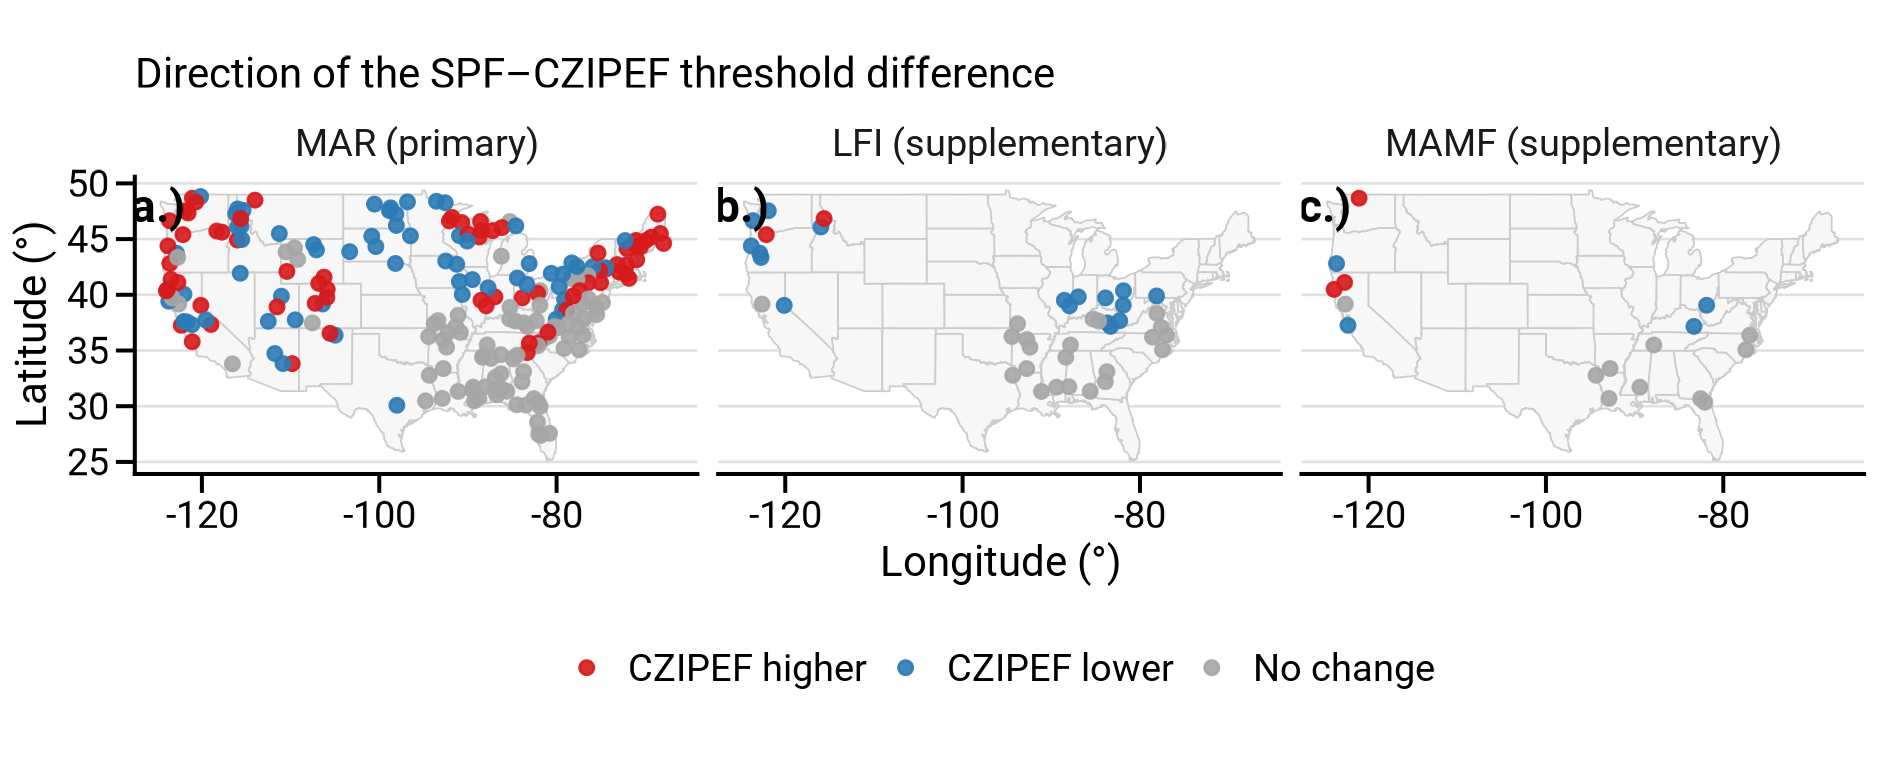 Direction of the SPF–CZIPEF threshold difference
MAR (primary)
LFI (supplementary)
MAMF (supplementary)
a.)
b.)
c.)
Latitude (°)
50
45
40
35
30
25
-120
-100
-80
-120
-100
-80
-120
-100
-80
Longitude (°)
CZIPEF higher
CZIPEF lower
No change